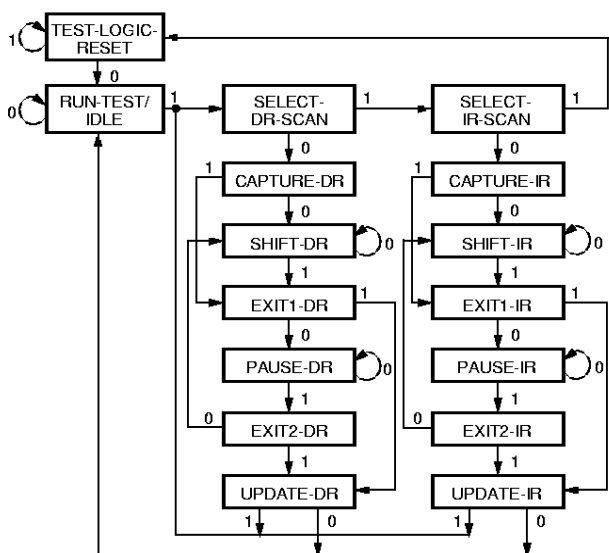 TEST-LOGIC-
RESET
1
0
RUN-TEST/
IDLE
0
1
SELECT-
DR-SCAN
1
SELECT-
IR-SCAN
1
0
0
1
CAPTURE-DR
1
CAPTURE-IR
0
0
SHIFT-DR
0
SHIFT-IR
0
1
1
EXIT1-DR
1
EXIT1-IR
1
0
0
PAUSE-DR
0
PAUSE-IR
0
1
1
0
EXIT2-DR
0
EXIT2-IR
1
1
UPDATE-DR
UPDATE-IR
1
0
1
0